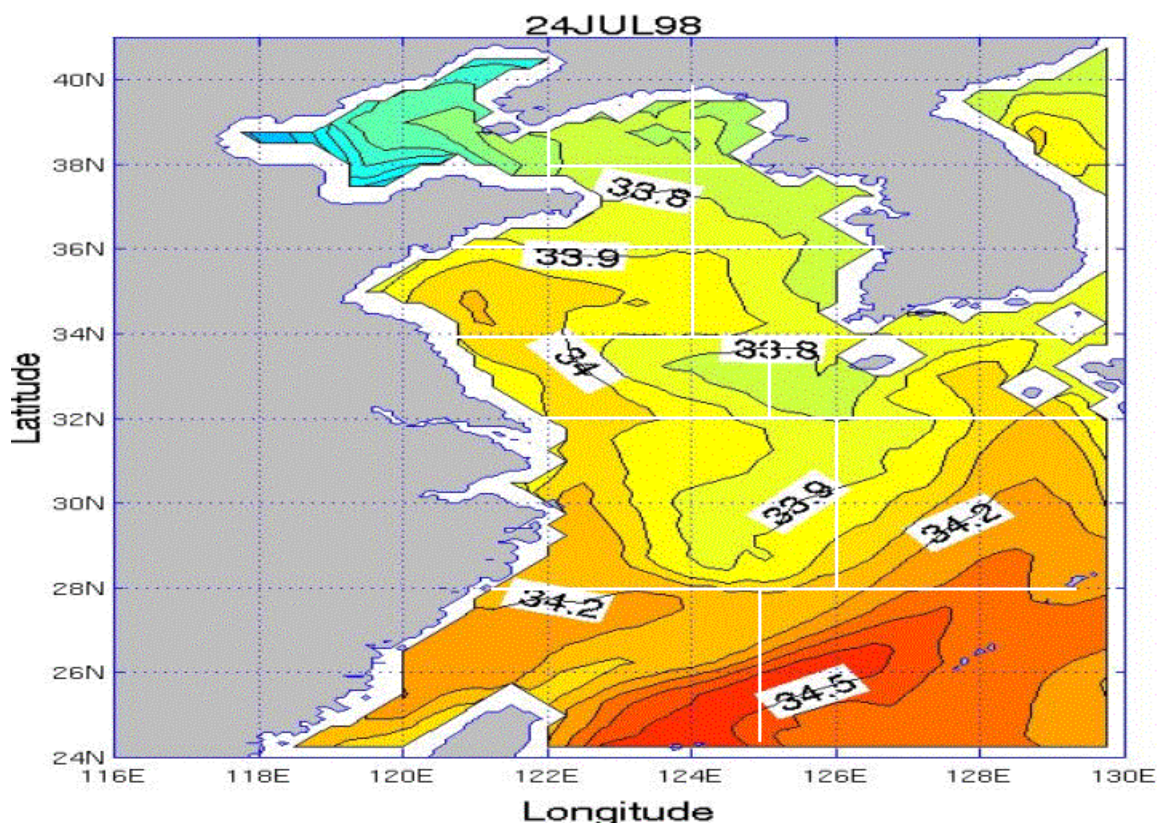 24JUL98
40N
38N
33.8
36N
33.9
34N
33.8
34
Latitude
32N
33.9
30N
34.2
28N
34.2
26N
34.5
24N
116E 118E 120E 122E 124E 126E 128E 130E
Longitude